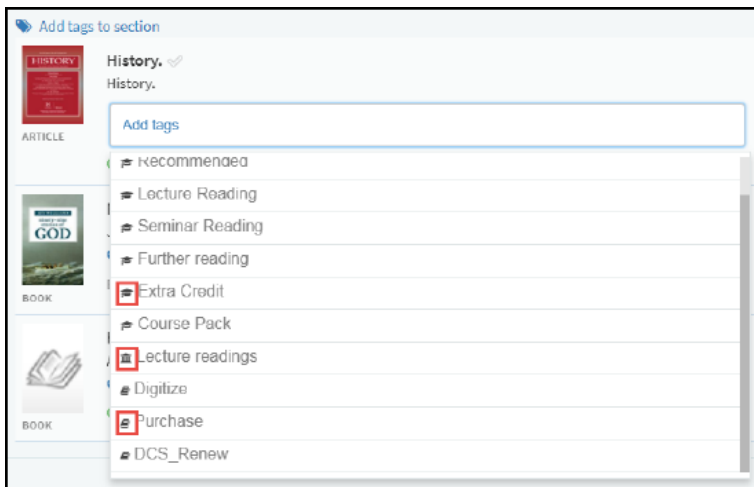 Add tags to section
HISTORY
History.
History.
ARTICLE
Add tags
Recommended
Lecture Reading
Seminar Reading
GOD
Further reading
BOOK
Extra Credit
Course Pack
Lecture readings
Digitize
Purchase
BOOK
DCS_Renew